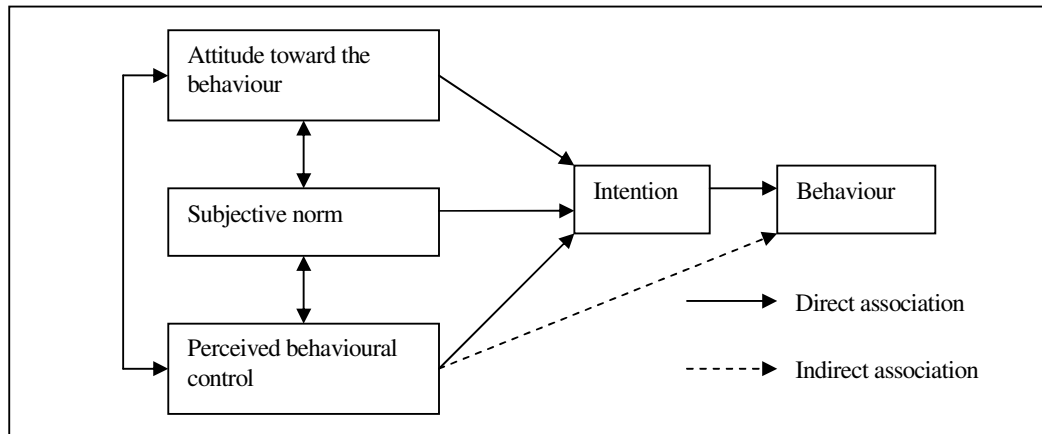 Attitude toward the
behaviour
Subjective norm
Perceived behavioural
control
Intention
Behaviour
Direct association
Indirect association